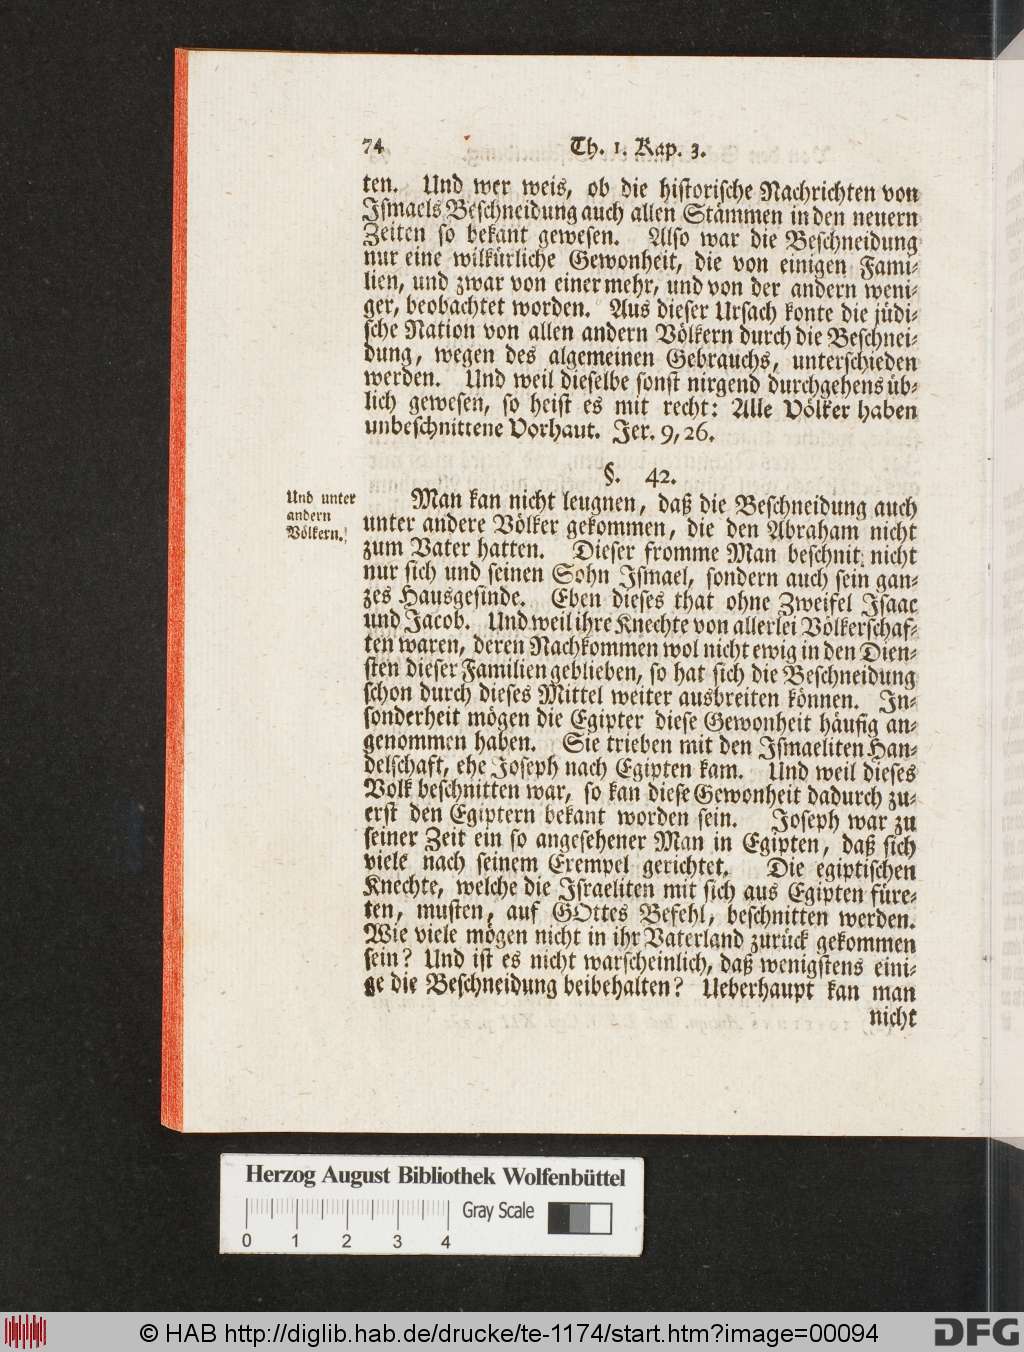 74 Th. 1. Kap. 3.
ten. Und wer weis, ob die historische Nachrichten von
Ismaels Beschneidung auch allen Stämmen in den neuern
Zeiten so bekant gewesen. Also war die Beschneidung
nur eine wilkürliche Gewonheit, die von einigen Fami-
lien, und zwar von einer mehr, und von der andern weni-
ger, beobachtet worden. Aus dieser Ursach konte die jüdi-
sche Nation von allen andern Völkern durch die Beschnei-
dung, wegen des algemeinen Gebrauchs, unterschieden
werden. Und weil dieselbe sonst nirgend durchgehens üb-
lich gewesen, so heist es mit recht: Alle Völker haben
unbeschnittene Vorhaut. Jer. 9, 26.
§. 42.
Und unter
andern
Völkern.
Man kan nicht leugnen, daß die Beschneidung auch
unter andere Völker gekommen, die den Abraham nicht
zum Vater hatten. Dieser fromme Man beschnit nicht
nur sich und seinen Sohn Ismael, sondern auch sein gan-
zes Hausgesinde. Eben dieses that ohne Zweifel Isaac
und Jacob. Und weil ihre Knechte von allerlei Völkerschaf-
ten waren, deren Nachkommen wol nicht ewig in den Dien-
sten dieser Familien geblieben, so hat sich die Beschneidung
schon durch dieses Mittel weiter ausbreiten können. In-
sonderheit mögen die Egipter diese Gewonheit häufig an-
genommen haben. Sie trieben mit den Ismaeliten Han-
delschaft, ehe Joseph nach Egipten kam. Und weil dieses
Volk beschnitten war, so kan diese Gewonheit dadurch zu-
erst den Egiptern bekant worden sein. Joseph war zu
seiner Zeit ein so angesehener Man in Egipten, daß sich
viele nach seinem Exempel gerichtet. Die egiptischen
Knechte, welche die Israeliten mit sich aus Egipten füre-
ten, musten, auf GOttes Befehl, beschnitten werden.
Wie viele mögen nicht in ihr Vaterland zurück gekommen
sein? Und ist es nicht warscheinlich, daß wenigstens eini-
ge die Beschneidung beibehalten? Ueberhaupt kan man
nicht
Herzog August Bibliothek Wolfenbüttel
Gray Scale
0 1 2 3 4
© HAB http://diglib.hab.de/drucke/te-1174/start.htm?image=00094
DFG